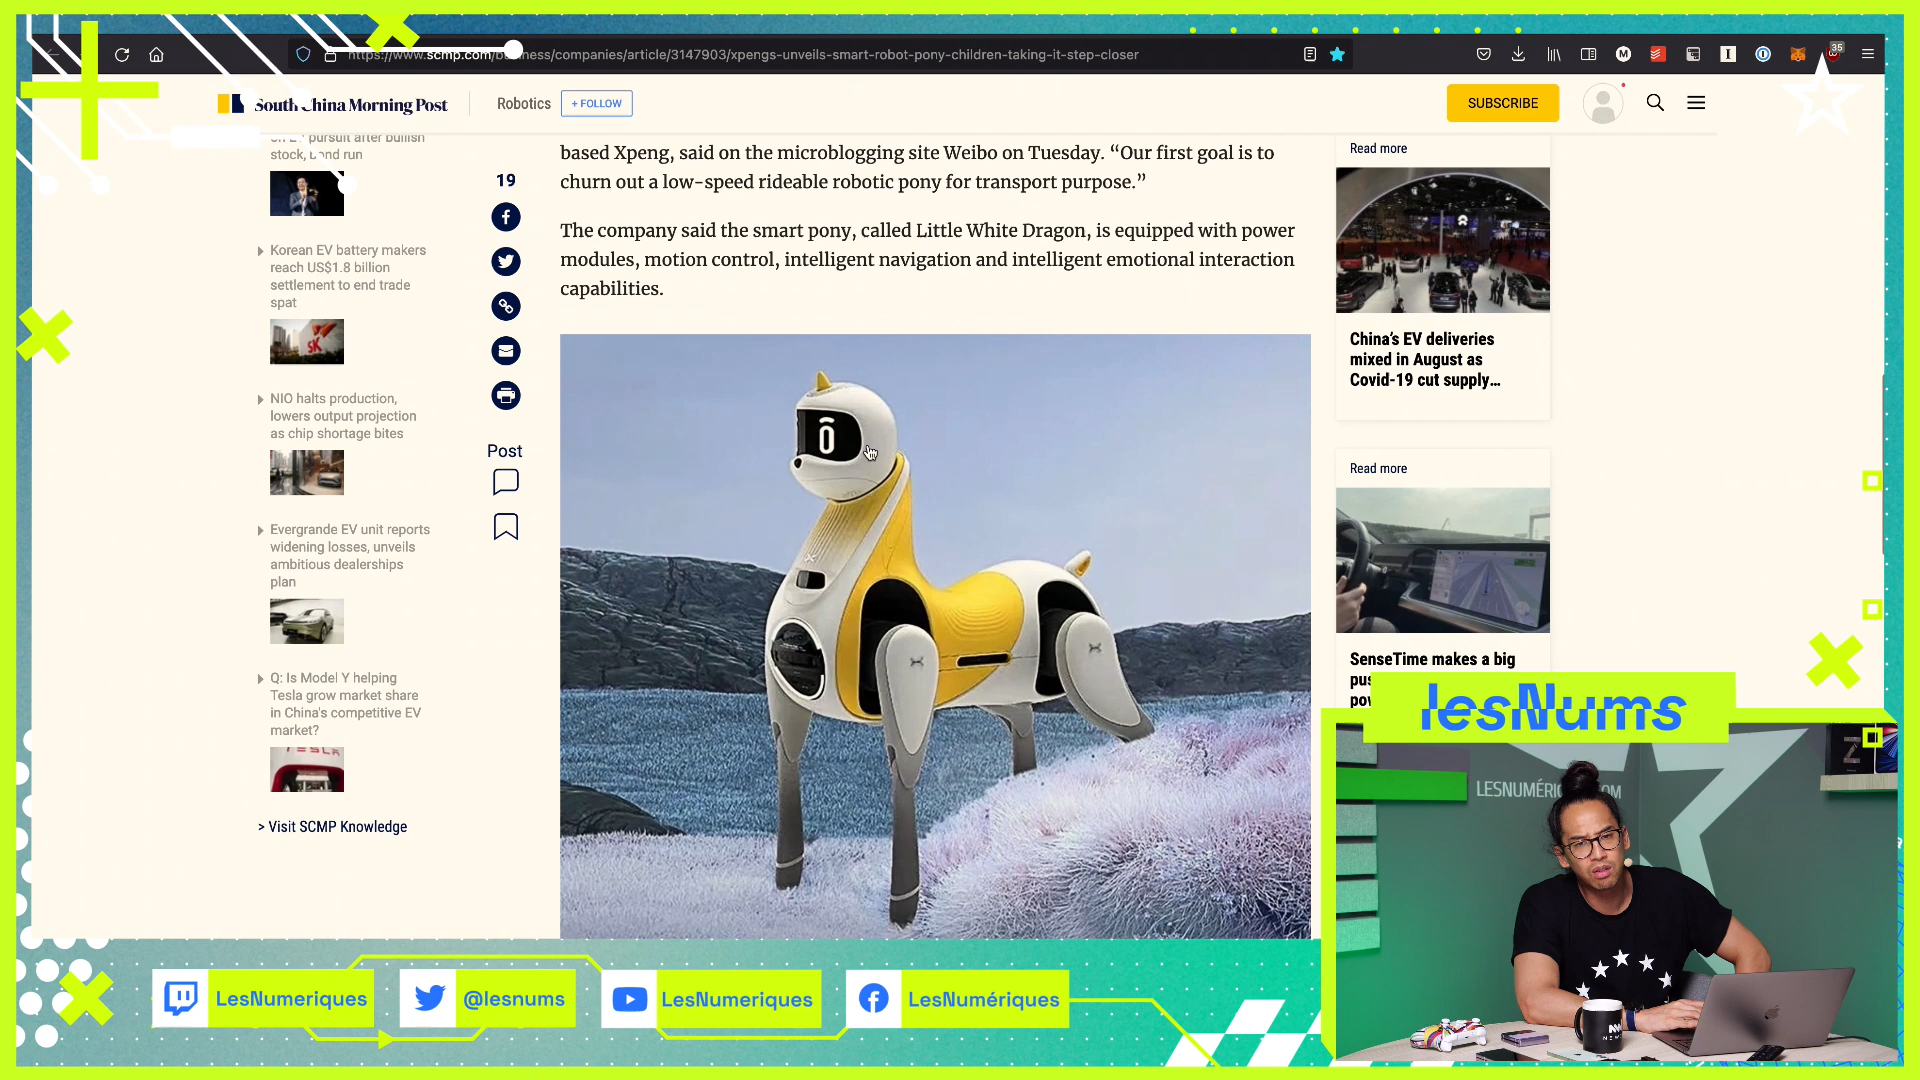 https://www.scmp.com/business/companies/article/3147903/xpengs-unveils-smart-robot-pony-children-taking-it-step-closer
35
South China Morning Post
Robotics
+ FOLLOW
SUBSCRIBE
on EV pursuit after bullish
stock, bond run
Korean EV battery makers
reach US$1.8 billion
settlement to end trade
spat
SK
NIO halts production,
lowers output projection
as chip shortage bites
Evergrande EV unit reports
widening losses, unveils
ambitious dealerships
plan
Q: Is Model Y helping
Tesla grow market share
in China's competitive EV
market?
TESLA
> Visit SCMP Knowledge
19
Post
based Xpeng, said on the microblogging site Weibo on Tuesday. “Our first goal is to
churn out a low-speed rideable robotic pony for transport purpose.”
The company said the smart pony, called Little White Dragon, is equipped with power
modules, motion control, intelligent navigation and intelligent emotional interaction
capabilities.
Read more
China’s EV deliveries
mixed in August as
Covid-19 cut supply...
Read more
SenseTime makes a big
lesNums
LESNUMÉRIQUES.COM
LesNumeriques
@lesnums
LesNumeriques
LesNumériques